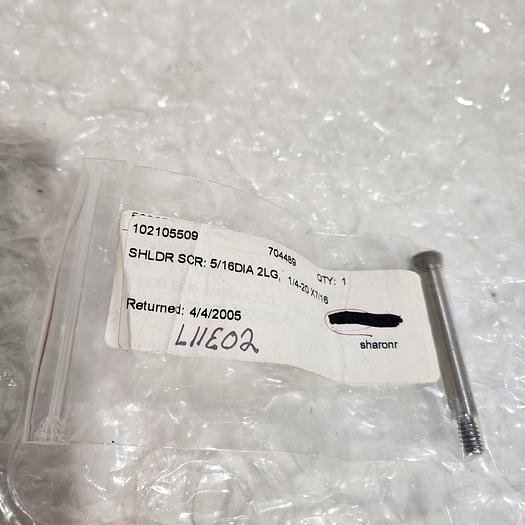 102105509
704489
QTY: 1
SHLDR SCR: 5/16DIA 2LG, 1/4-20 X7/16
Returned: 4/4/2005
L11E02
sharonr